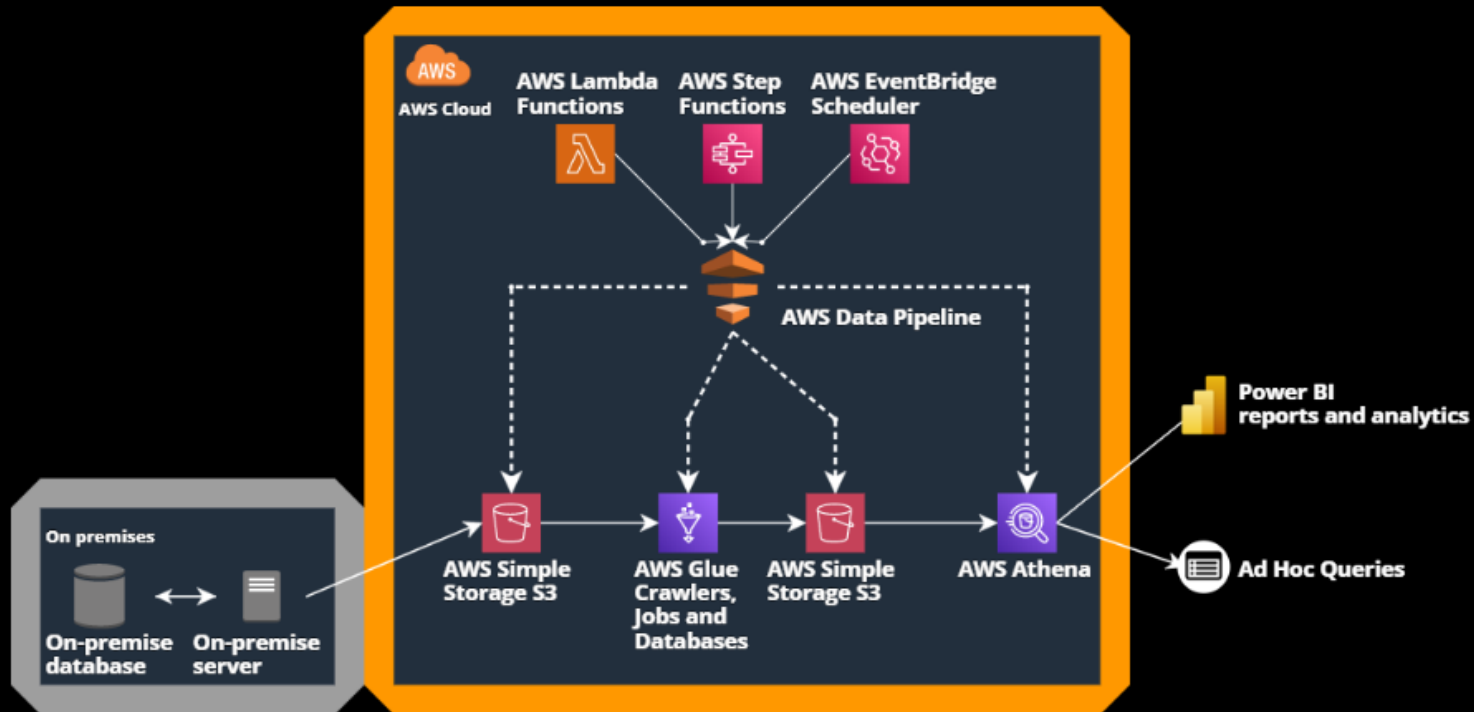 AWS
AWS Cloud
AWS Lambda
Functions
AWS Step
Functions
AWS EventBridge
Scheduler
AWS Data Pipeline
Power BI
reports and analytics
On premises
On-premise
database
On-premise
server
AWS Simple
Storage S3
AWS Glue
Crawlers,
Jobs and
Databases
AWS Simple
Storage S3
AWS Athena
Ad Hoc Queries